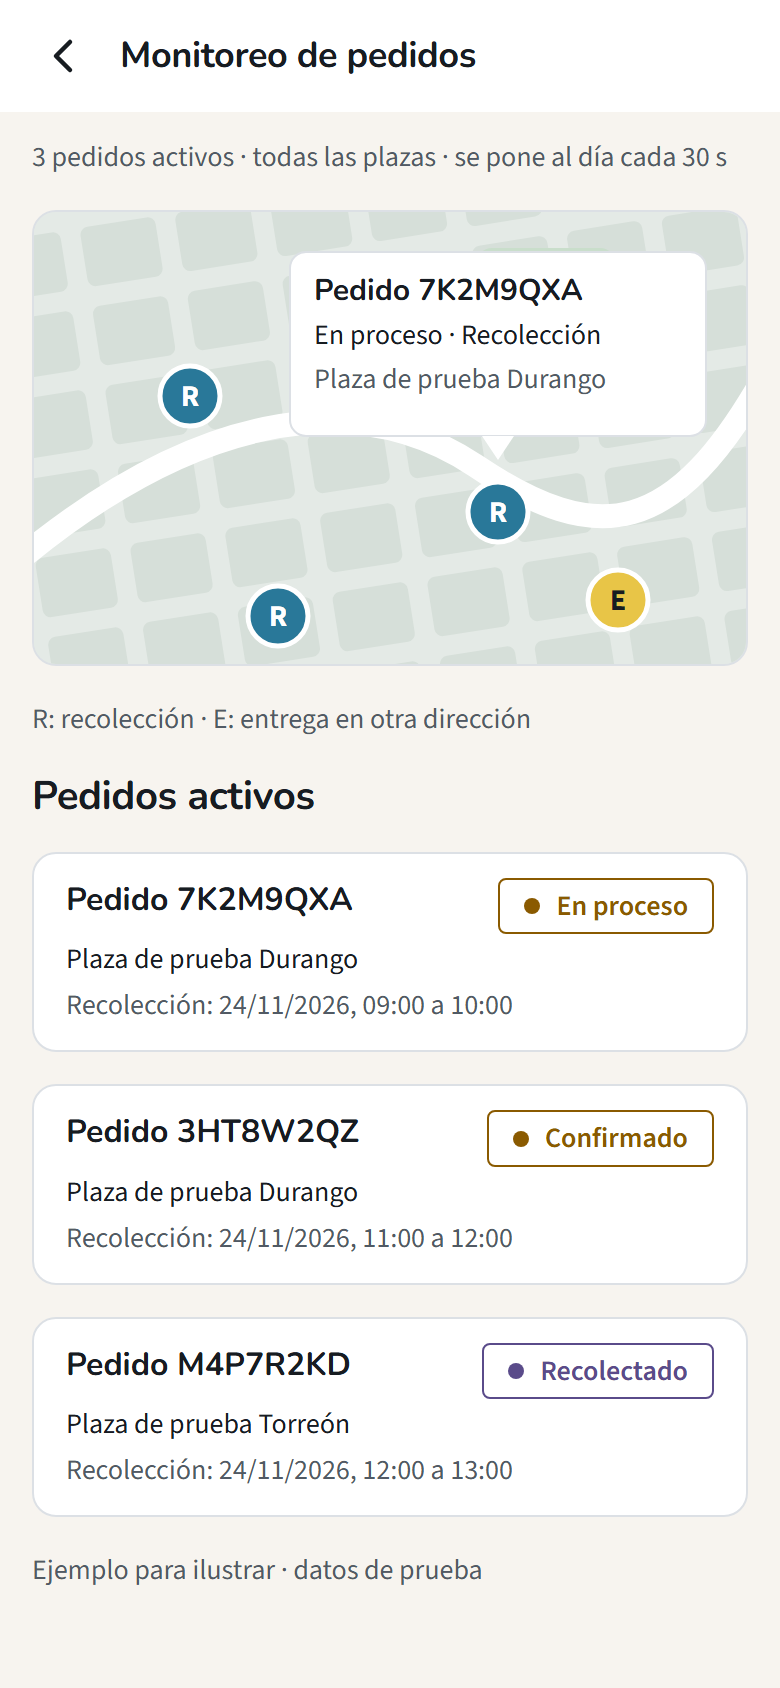 Monitoreo de pedidos
3 pedidos activos · todas las plazas · se pone al día cada 30 s
Pedido 7K2M9QXA
En proceso · Recolección
Plaza de prueba Durango
R
R
E
R
R: recolección · E: entrega en otra dirección
Pedidos activos
Pedido 7K2M9QXA
En proceso
Plaza de prueba Durango
Recolección: 24/11/2026, 09:00 a 10:00
Pedido 3HT8W2QZ
Confirmado
Plaza de prueba Durango
Recolección: 24/11/2026, 11:00 a 12:00
Pedido M4P7R2KD
Recolectado
Plaza de prueba Torreón
Recolección: 24/11/2026, 12:00 a 13:00
Ejemplo para ilustrar · datos de prueba